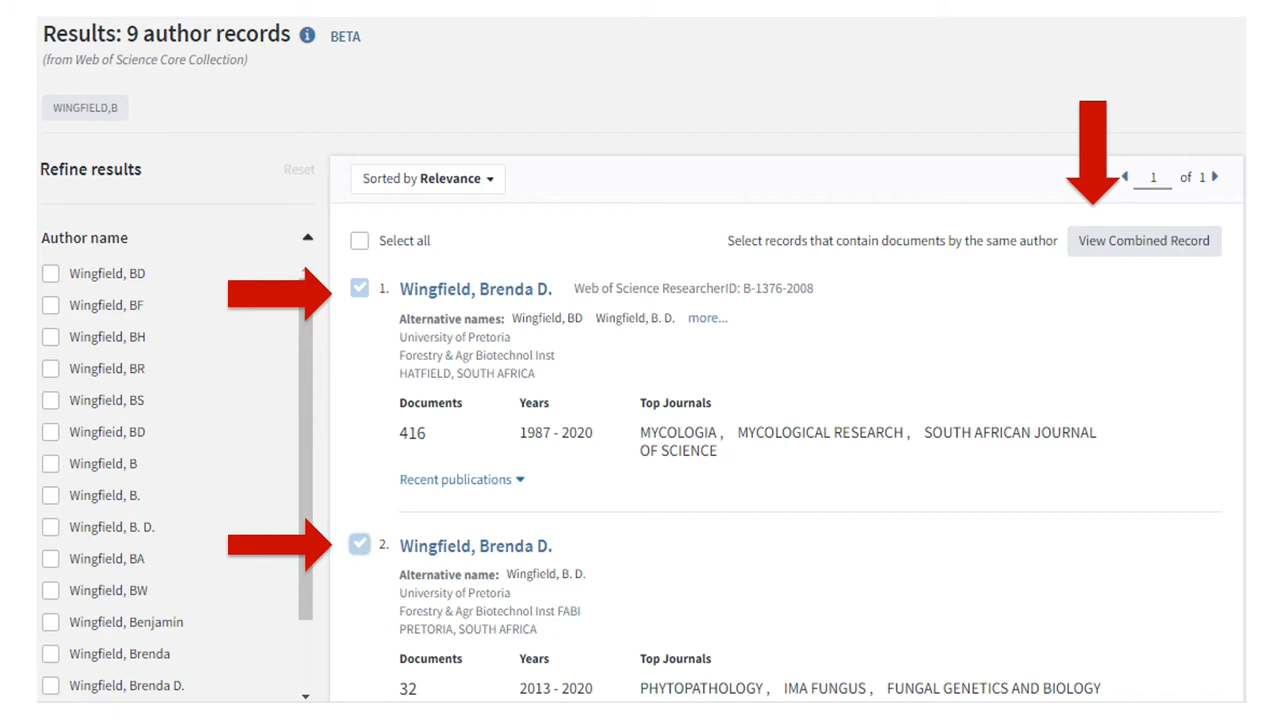 Results: 9 author records i BETA
(from Web of Science Core Collection)
WINGFIELD,B
Refine results Reset
Author name
Wingfield, BD
Wingfield, BF
Wingfield, BH
Wingfield, BR
Wingfield, BS
Wingfieid, BD
Wingfield, B
Wingfield, B.
Wingfield, B. D.
Wingfield, BA
Wingfield, BW
Wingfield, Benjamin
Wingfield, Brenda
Wingfield, Brenda D.
Sorted by Relevance
1 of 1
Select all Select records that contain documents by the same author View Combined Record
1. Wingfield, Brenda D. Web of Science ResearcherID: B-1376-2008
Alternative names: Wingfield, BD Wingfield, B. D. more...
University of Pretoria
Forestry & Agr Biotechnol Inst
HATFIELD, SOUTH AFRICA
Documents Years Top Journals
416 1987 - 2020 MYCOLOGIA , MYCOLOGICAL RESEARCH , SOUTH AFRICAN JOURNAL
OF SCIENCE
Recent publications
2. Wingfield, Brenda D.
Alternative name: Wingfield, B. D.
University of Pretoria
Forestry & Agr Biotechnol Inst FABI
PRETORIA, SOUTH AFRICA
Documents Years Top Journals
32 2013 - 2020 PHYTOPATHOLOGY , IMA FUNGUS , FUNGAL GENETICS AND BIOLOGY